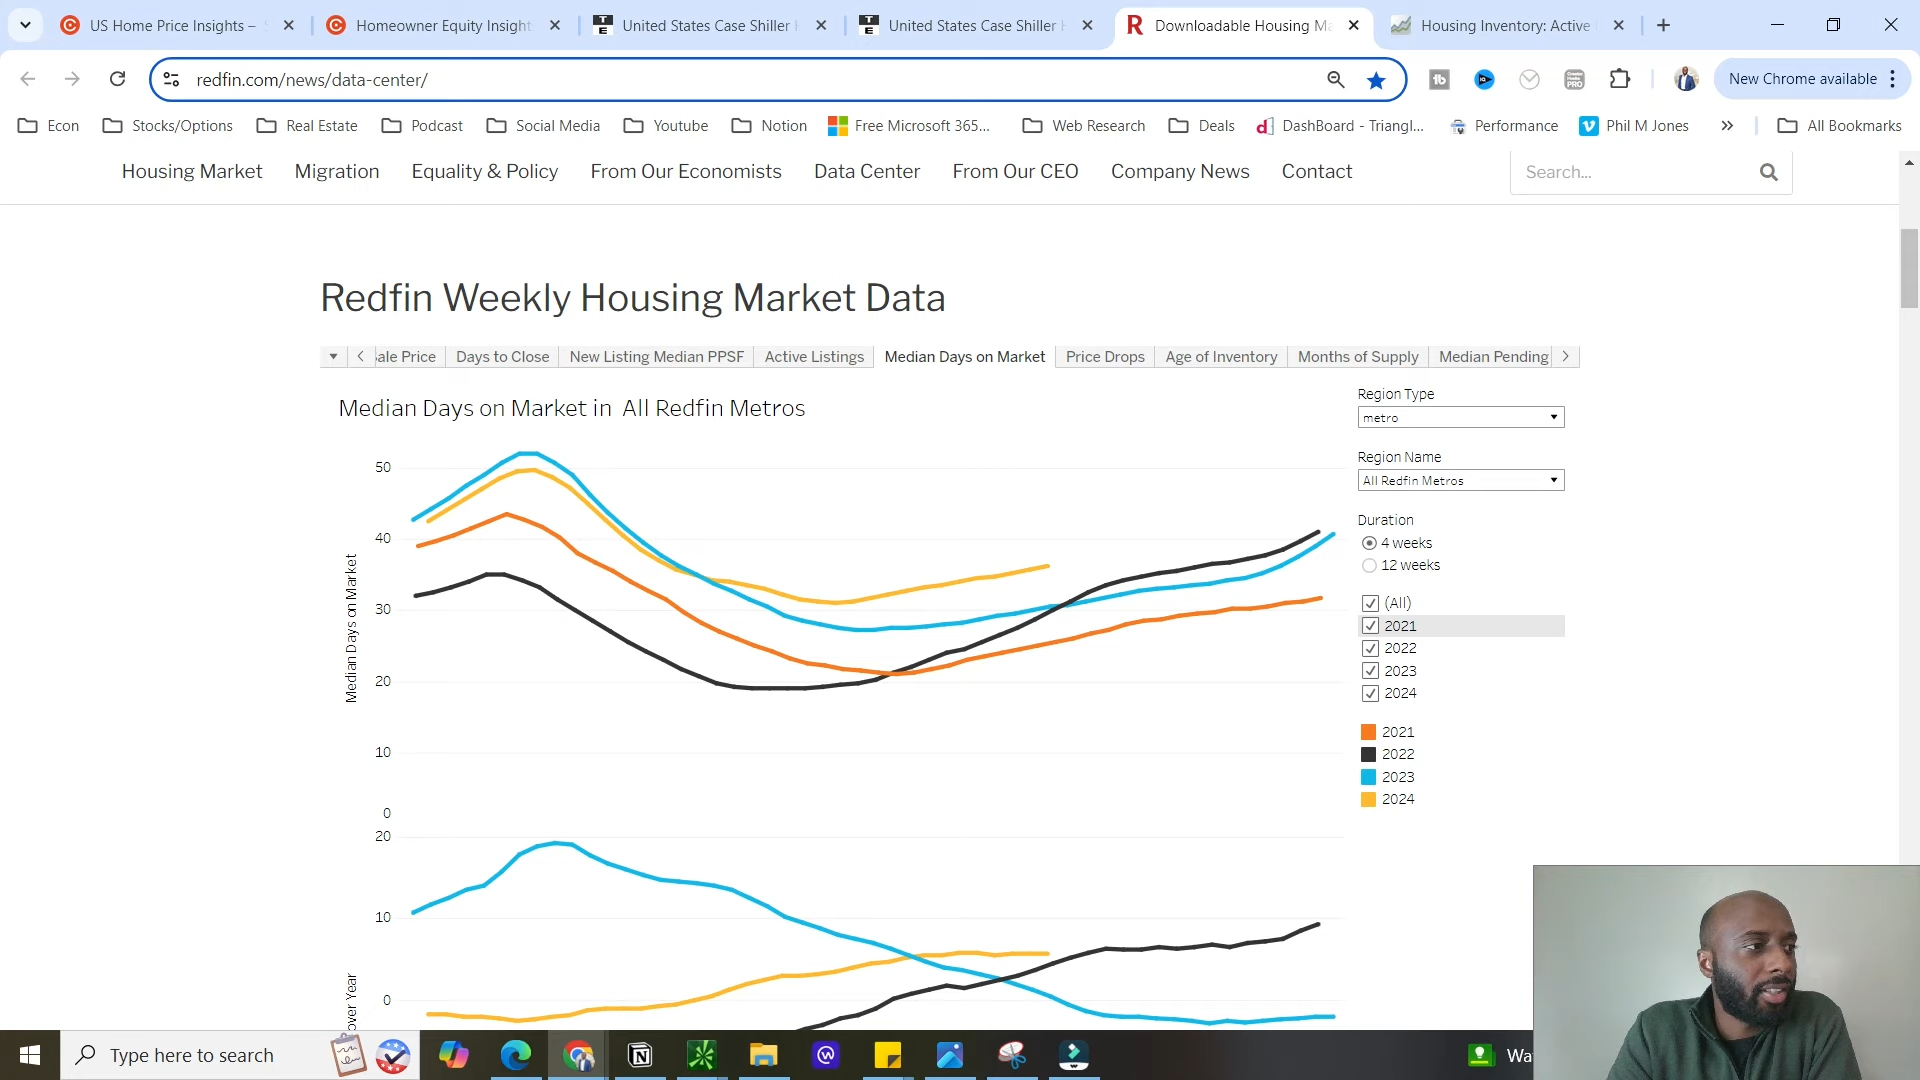 US Home Price Insights –
Homeowner Equity Insight
United States Case Shiller
United States Case Shiller H
Downloadable Housing Ma
Housing Inventory: Active
redfin.com/news/data-center/
New Chrome available
Econ
Stocks/Options
Real Estate
Podcast
Social Media
Youtube
Notion
Free Microsoft 365...
Web Research
Deals
DashBoard - Triangl...
Performance
Phil M Jones
All Bookmarks
Housing Market
Migration
Equality & Policy
From Our Economists
Data Center
From Our CEO
Company News
Contact
Search...
Redfin Weekly Housing Market Data
ale Price
Days to Close
New Listing Median PPSF
Active Listings
Median Days on Market
Price Drops
Age of Inventory
Months of Supply
Median Pending
Median Days on Market in All Redfin Metros
Region Type
metro
Region Name
All Redfin Metros
Duration
4 weeks
12 weeks
(All)
2021
2022
2023
2024
2021
2022
2023
2024
Median Days on Market
50
40
30
20
10
0
20
10
0
over Year
Type here to search
Wa